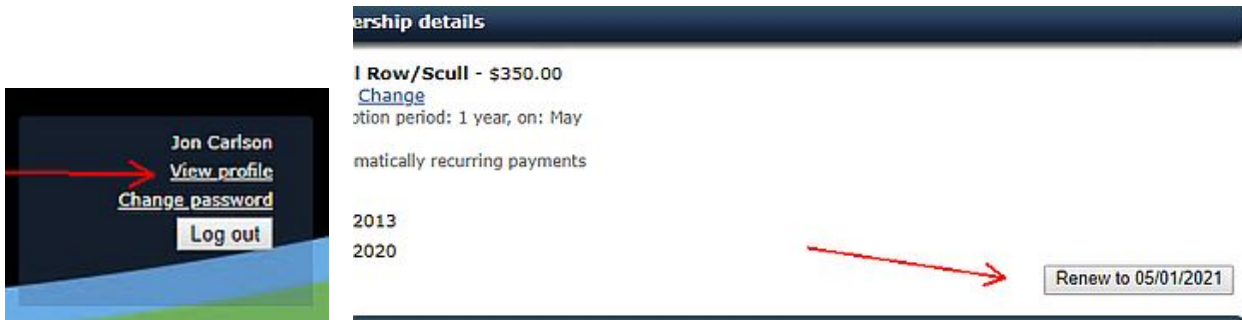 Jon Carlson
View profile
Change password
Log out
ership details
l Row/Scull - $350.00
Change
ption period: 1 year, on: May
matically recurring payments
2013
2020
Renew to 05/01/2021